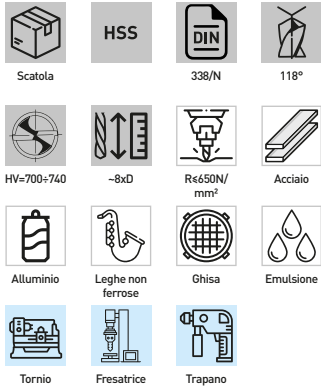 HSS
DIN
Scatola
338/N
118°
HV=700÷740
~8xD
R≤650N/
mm²
Acciaio
Alluminio
Leghe non
ferrose
Ghisa
Emulsione
Tornio
Fresatrice
Trapano